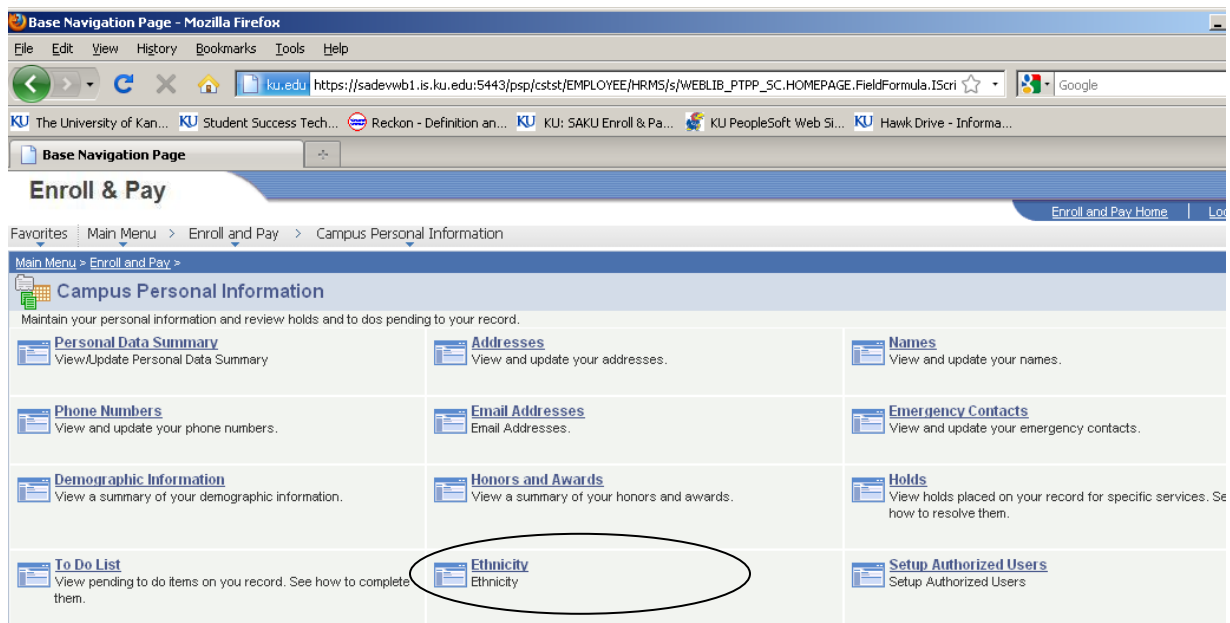 Base Navigation Page - Mozilla Firefox
File Edit View History Bookmarks Tools Help
ku.edu https://sadevwb1.is.ku.edu:5443/psp/cstst/EMPLOYEE/HRMS/s/WEBLIB_PTPP_SC.HOMEPAGE.FieldFormula.IScri Google
KU The University of Kan... KU Student Success Tech... Reckon - Definition an... KU KU: SAKU Enroll & Pa... KU PeopleSoft Web Si... KU Hawk Drive - Informa...
Base Navigation Page
Enroll & Pay
Enroll and Pay Home | Lo
Favorites Main Menu > Enroll and Pay > Campus Personal Information
Main Menu > Enroll and Pay >
Campus Personal Information
Maintain your personal information and review holds and to dos pending to your record.
Personal Data Summary
View/Update Personal Data Summary
Addresses
View and update your addresses.
Names
View and update your names.
Phone Numbers
View and update your phone numbers.
Email Addresses
Email Addresses.
Emergency Contacts
View and update your emergency contacts.
Demographic Information
View a summary of your demographic information.
Honors and Awards
View a summary of your honors and awards.
Holds
View holds placed on your record for specific services. Se
how to resolve them.
To Do List
View pending to do items on you record. See how to complete
them.
Ethnicity
Ethnicity
Setup Authorized Users
Setup Authorized Users